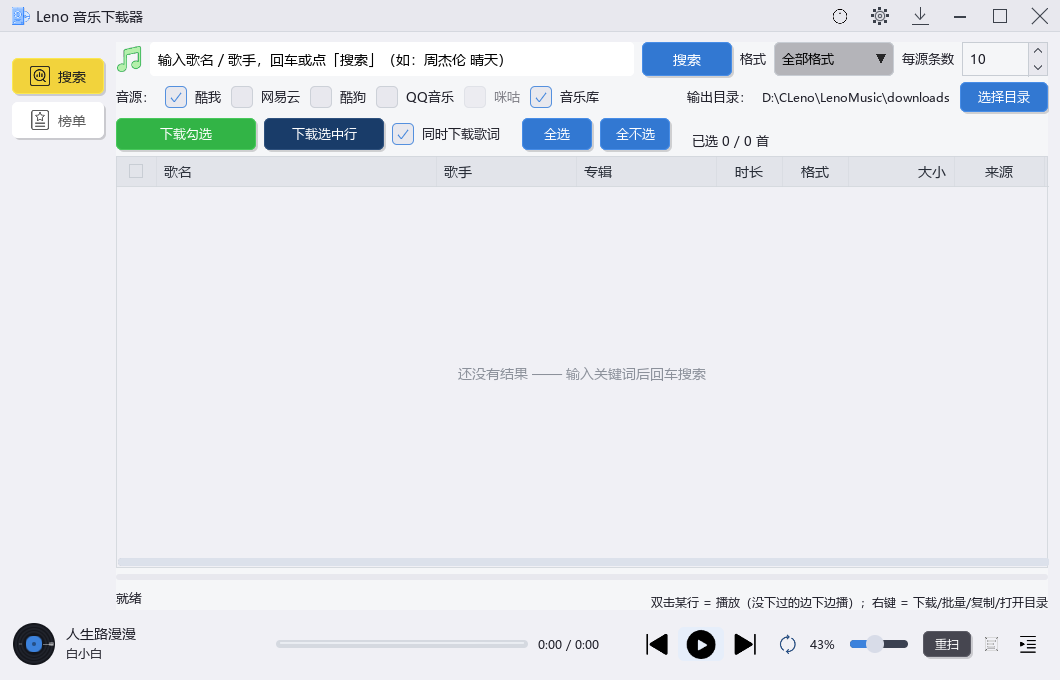 Leno 音乐下载器
搜索
榜单
输入歌名 / 歌手，回车或点「搜索」（如：周杰伦 晴天）
搜索
格式
全部格式
每源条数
10
音源：
酷我
网易云
酷狗
QQ音乐
咪咕
音乐库
输出目录：
D:\CLeno\LenoMusic\downloads
选择目录
下载勾选
下载选中行
同时下载歌词
全选
全不选
已选 0 / 0 首
歌名
歌手
专辑
时长
格式
大小
来源
还没有结果 —— 输入关键词后回车搜索
就绪
双击某行 = 播放（没下过的边下边播）；右键 = 下载/批量/复制/打开目录
人生路漫漫
白小白
0:00 / 0:00
43%
重扫